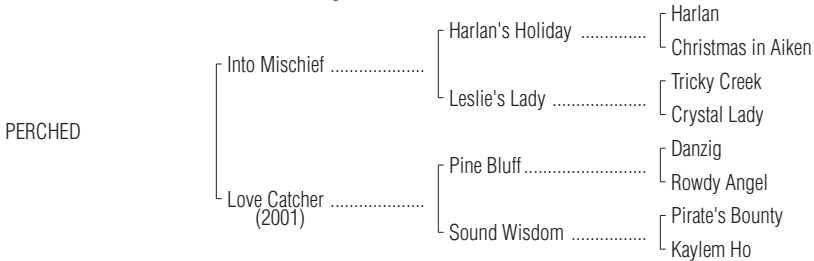 Harlan
Harlan's Holiday ..............
Christmas in Aiken
Into Mischief ....................
Tricky Creek
Leslie's Lady ....................
Crystal Lady
PERCHED
Danzig
Pine Bluff..........................
Rowdy Angel
Love Catcher ....................
(2001)
Pirate's Bounty
Sound Wisdom ................
Kaylem Ho